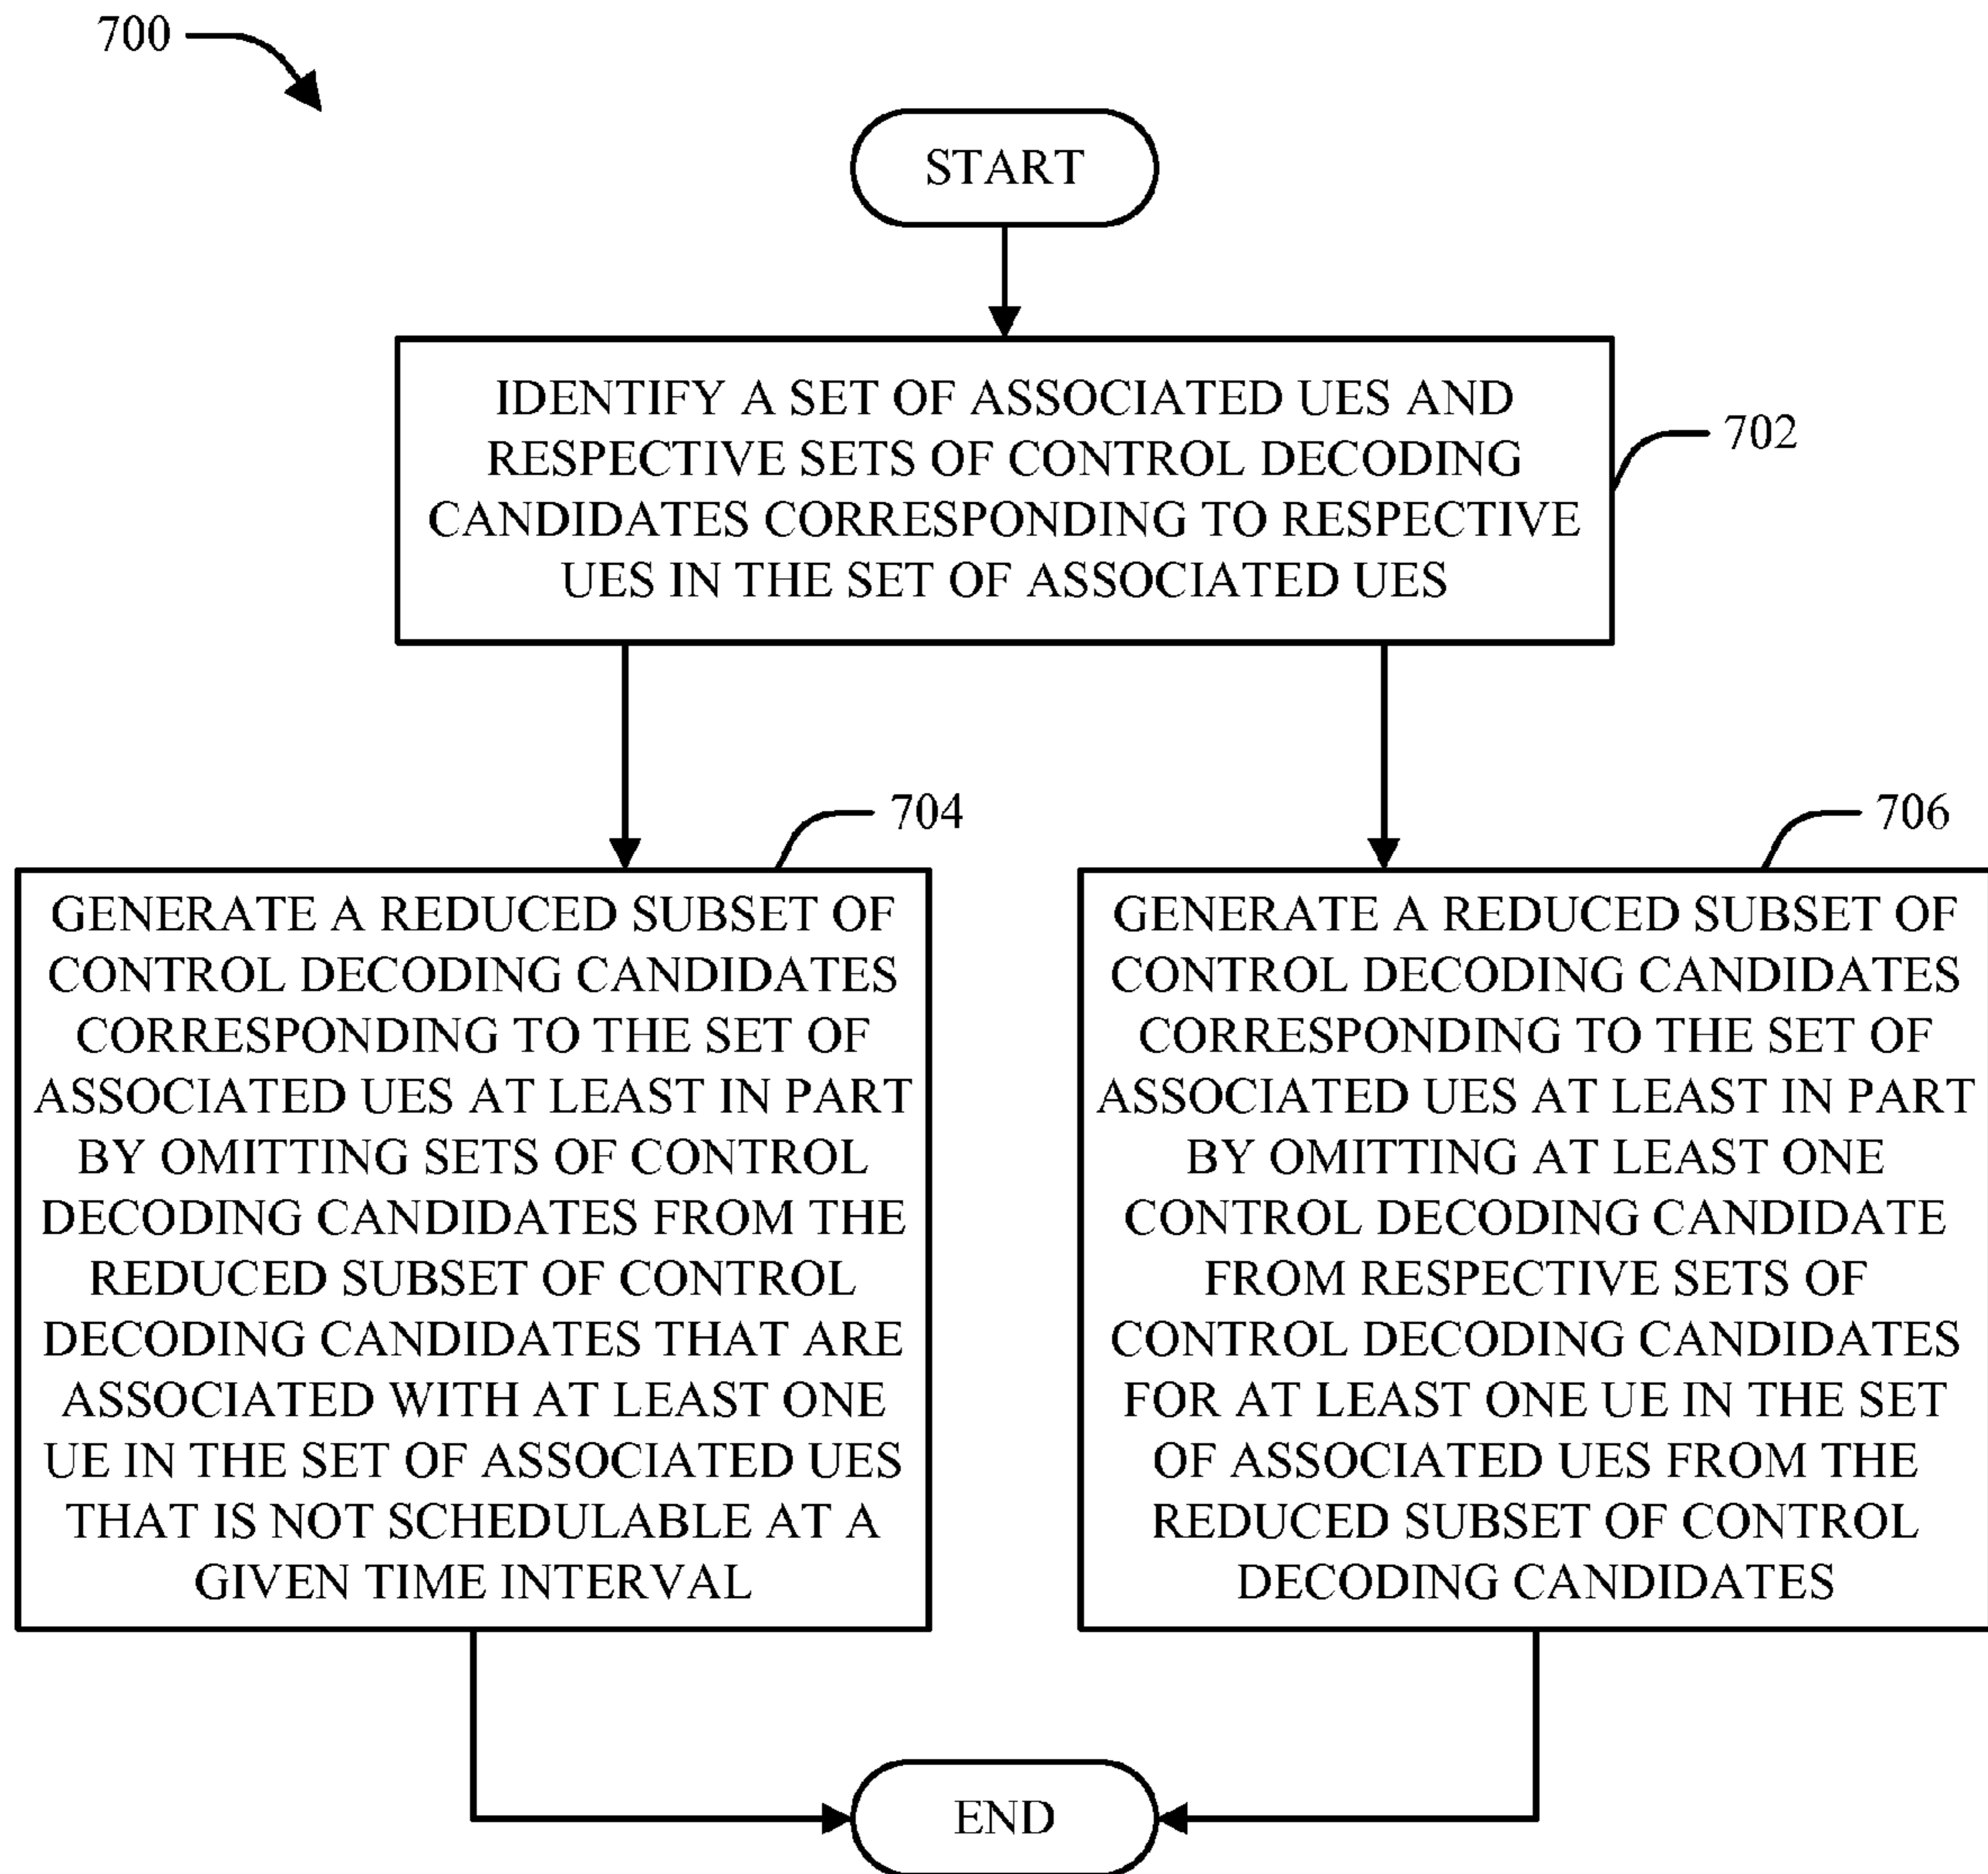 700
START
IDENTIFY A SET OF ASSOCIATED UES AND
RESPECTIVE SETS OF CONTROL DECODING
CANDIDATES CORRESPONDING TO RESPECTIVE
UES IN THE SET OF ASSOCIATED UES
702
704
GENERATE A REDUCED SUBSET OF
CONTROL DECODING CANDIDATES
CORRESPONDING TO THE SET OF
ASSOCIATED UES AT LEAST IN PART
BY OMITTING SETS OF CONTROL
DECODING CANDIDATES FROM THE
REDUCED SUBSET OF CONTROL
DECODING CANDIDATES THAT ARE
ASSOCIATED WITH AT LEAST ONE
UE IN THE SET OF ASSOCIATED UES
THAT IS NOT SCHEDULABLE AT A
GIVEN TIME INTERVAL
706
GENERATE A REDUCED SUBSET OF
CONTROL DECODING CANDIDATES
CORRESPONDING TO THE SET OF
ASSOCIATED UES AT LEAST IN PART
BY OMITTING AT LEAST ONE
CONTROL DECODING CANDIDATE
FROM RESPECTIVE SETS OF
CONTROL DECODING CANDIDATES
FOR AT LEAST ONE UE IN THE SET
OF ASSOCIATED UES FROM THE
REDUCED SUBSET OF CONTROL
DECODING CANDIDATES
END